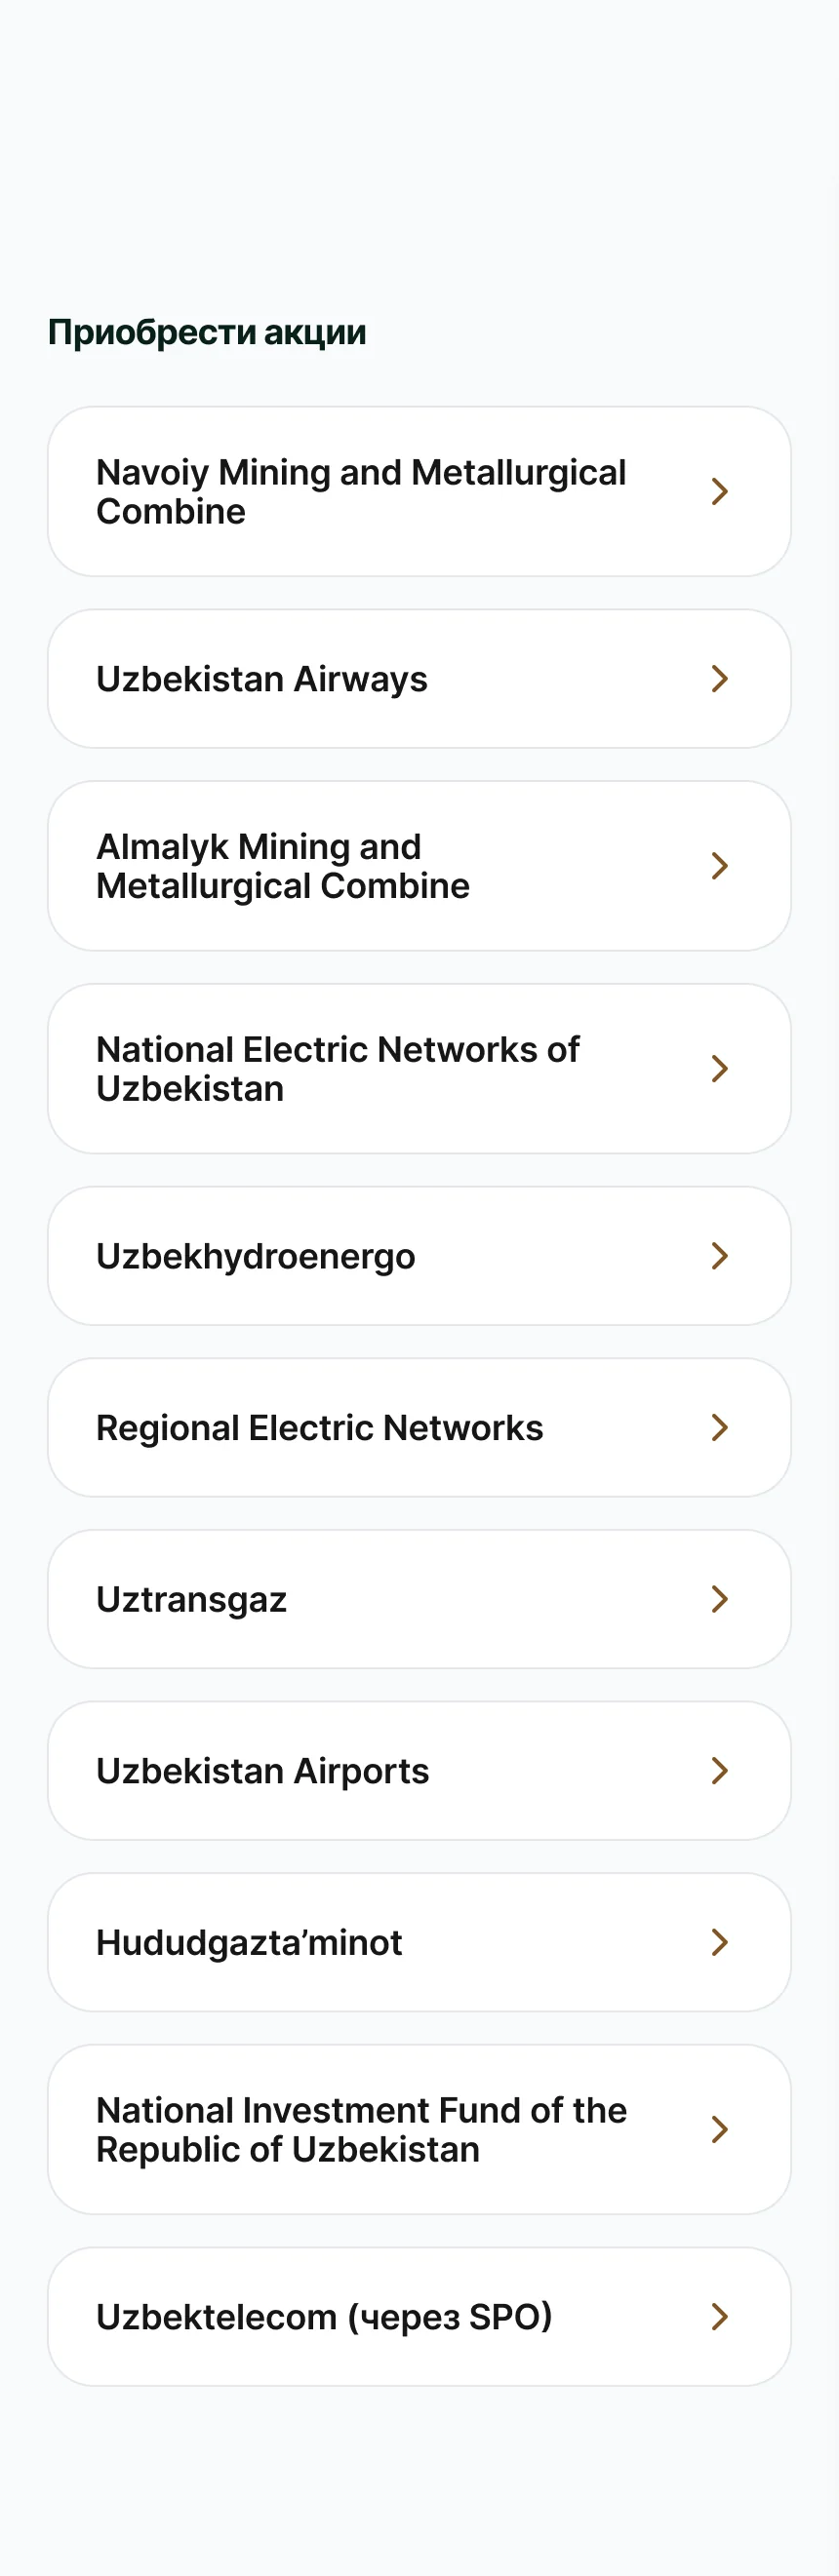 Приобрести акции
Navoiy Mining and Metallurgical
Combine
Uzbekistan Airways
Almalyk Mining and
Metallurgical Combine
National Electric Networks of
Uzbekistan
Uzbekhydroenergo
Regional Electric Networks
Uztransgaz
Uzbekistan Airports
Hududgazta’minot
National Investment Fund of the
Republic of Uzbekistan
Uzbektelecom (через SPO)